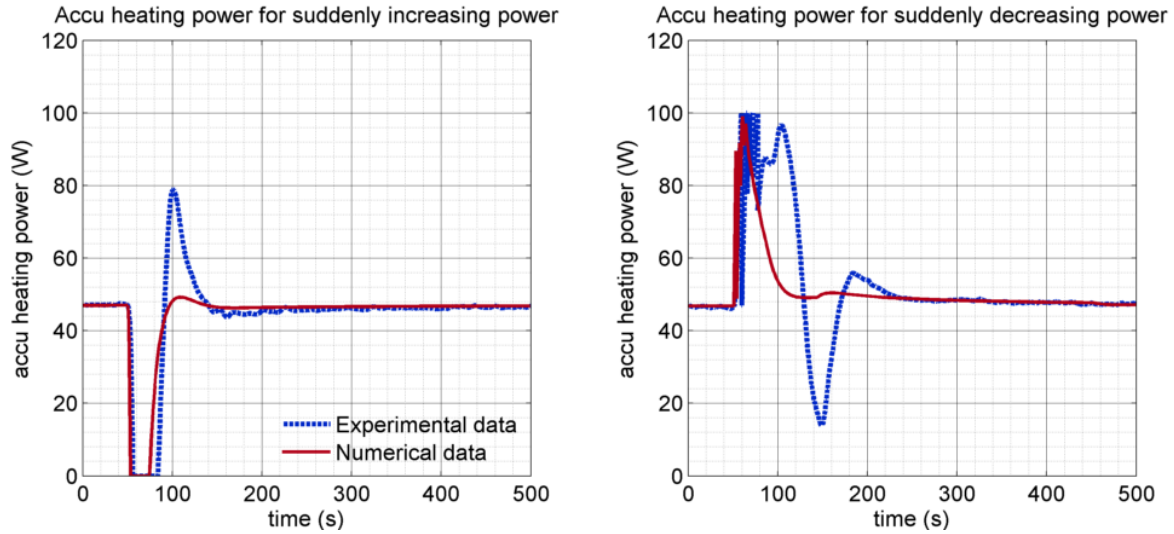 Accu heating power for suddenly increasing power
120
100
80
60
40
20
0
accu heating power (W)
0 100 200 300 400 500
time (s)
Experimental data
Numerical data
Accu heating power for suddenly decreasing power
120
100
80
60
40
20
0
accu heating power (W)
0 100 200 300 400 500
time (s)